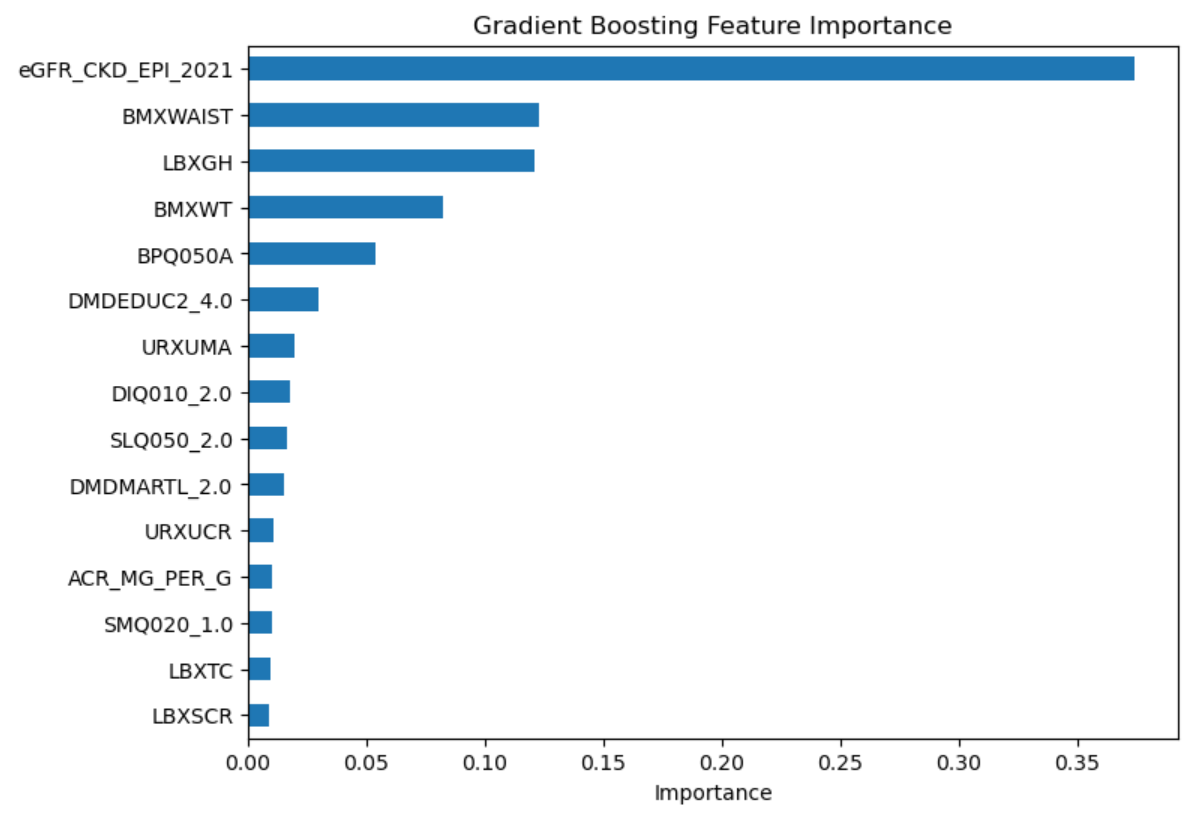 Gradient Boosting Feature Importance
eGFR_CKD_EPI_2021
BMXWAIST
LBXGH
BMXWT
BPQ050A
DMDEDUC2_4.0
URXUMA
DIQ010_2.0
SLQ050_2.0
DMDMARTL_2.0
URXUCR
ACR_MG_PER_G
SMQ020_1.0
LBXTC
LBXSCR
0.00 0.05 0.10 0.15 0.20 0.25 0.30 0.35
Importance